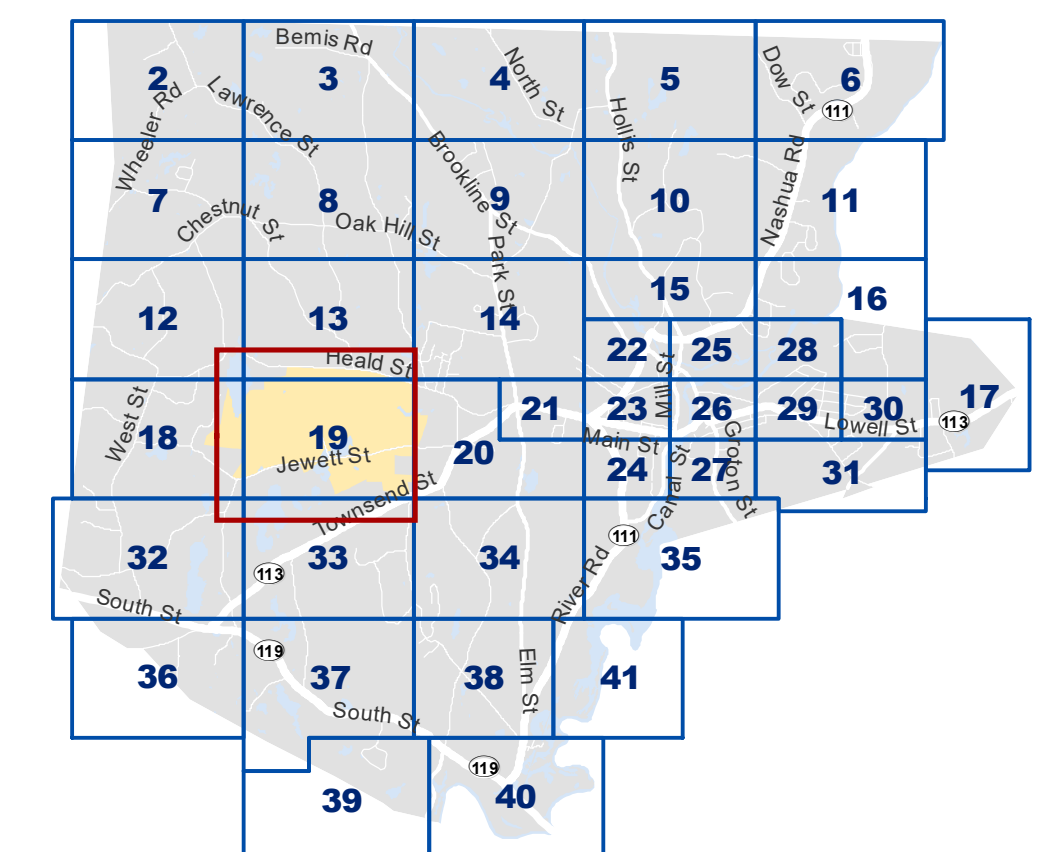 Bemis Rd
2
3
4
North St
5
Dow St
6
111
Wheeler Rd
Lawrence St
Hollis St
Brookline St
Nashua Rd
7
Chestnut St
8
Oak Hill St
9
Park St
10
11
12
13
14
15
16
Heald St
22
Mill St
25
28
17
West St
18
19
Jewett St
20
21
23
26
29
30
Lowell St
113
Main St
24
Canal St
27
Groton St
31
Townsend St
32
113
33
34
111
River Rd
35
South St
36
119
37
South St
38
Elm St
41
119
39
40